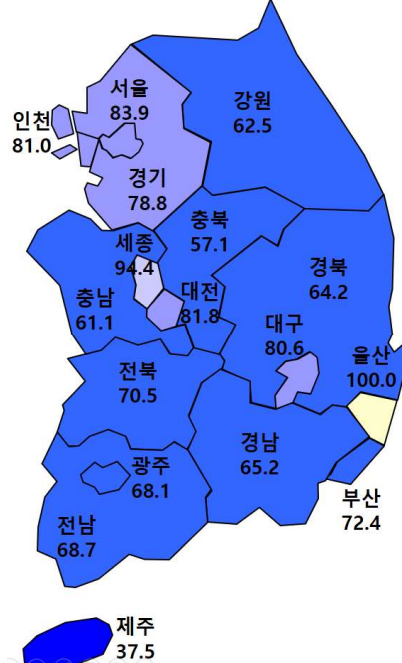 서울
83.9
인천
81.0
강원
62.5
경기
78.8
충북
57.1
세종
94.4
경북
64.2
충남
61.1
대전
81.8
대구
80.6
울산
100.0
전북
70.5
경남
65.2
광주
68.1
부산
72.4
전남
68.7
제주
37.5